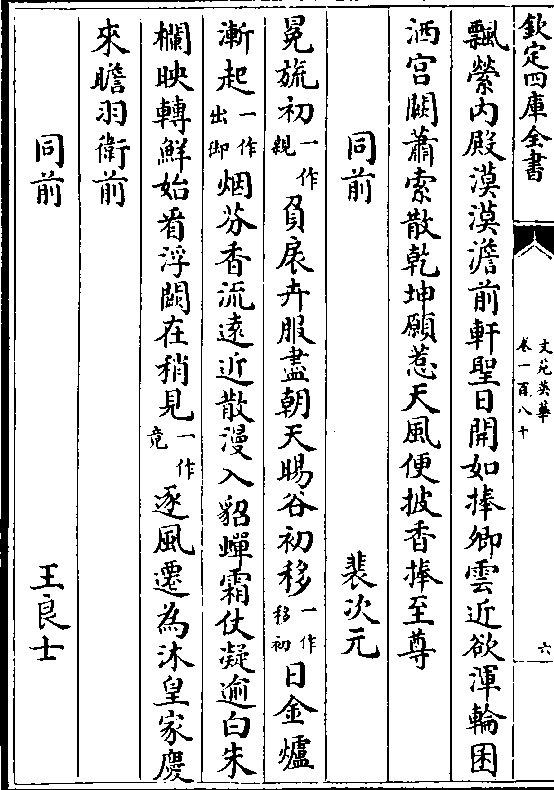 欽定四庫全書
文苑英華
卷一百八十
六
飄縈内殿漠漠澹前軒聖日開如捧卿雲近欲渾輪囷
洒宫闕蕭索散乾坤願惹天風便披香捧至尊
同前
裴次元
冕旒初一作親負扆卉服盡朝天賜谷初移一作移初日金爐
漸起一作出御烟芬香流遠近散漫入貂蟬霜仗凝逾白朱
欄映轉鮮始看浮闕在稍見一作竟逐風遷為沐皇家慶
來瞻羽衛前
同前
王良士